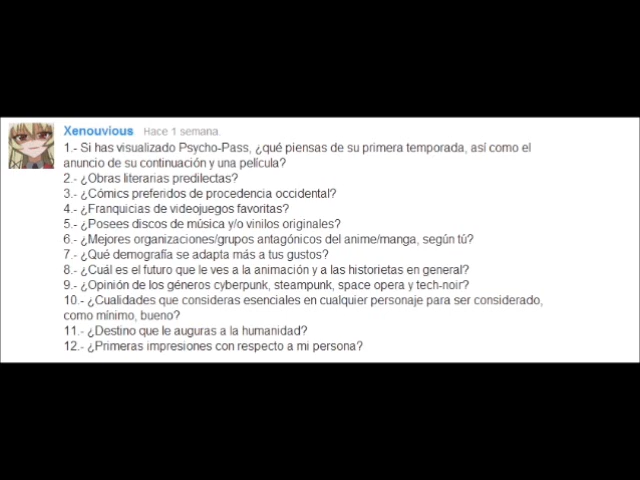 Xenouvious Hace 1 semana
1.- Si has visualizado Psycho-Pass, ¿qué piensas de su primera temporada, así como el
anuncio de su continuación y una película?
2.- ¿Obras literarias predilectas?
3.- ¿Cómics preferidos de procedencia occidental?
4.- ¿Franquicias de videojuegos favoritas?
5.- ¿Posees discos de música y/o vinilos originales?
6.- ¿Mejores organizaciones/grupos antagónicos del anime/manga, según tú?
7.- ¿Qué demografía se adapta más a tus gustos?
8.- ¿Cuál es el futuro que le ves a la animación y a las historietas en general?
9.- ¿Opinión de los géneros cyberpunk, steampunk, space opera y tech-noir?
10.- ¿Cualidades que consideras esenciales en cualquier personaje para ser considerado,
como mínimo, bueno?
11.- ¿Destino que le auguras a la humanidad?
12.- ¿Primeras impresiones con respecto a mi persona?